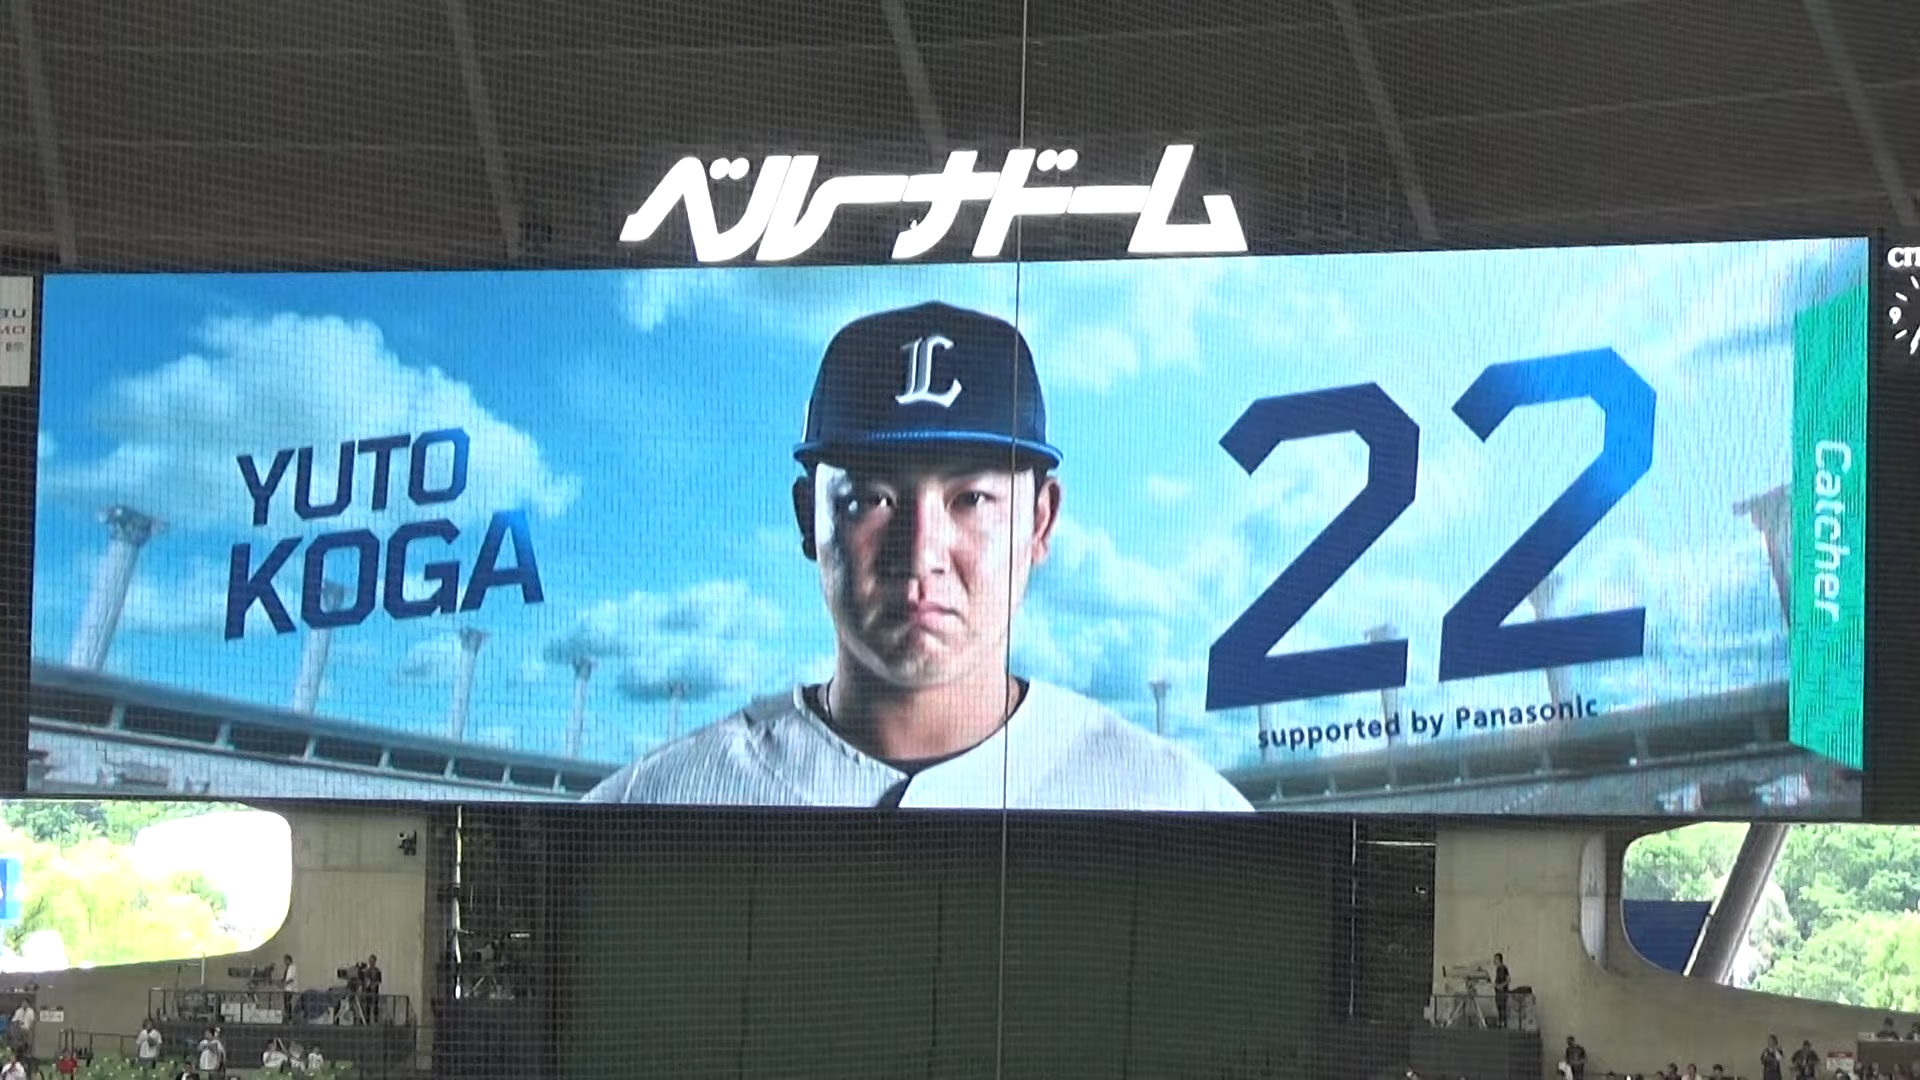 ベルーナドーム
YUTO
KOGA
L
22
supported by Panasonic
Catcher